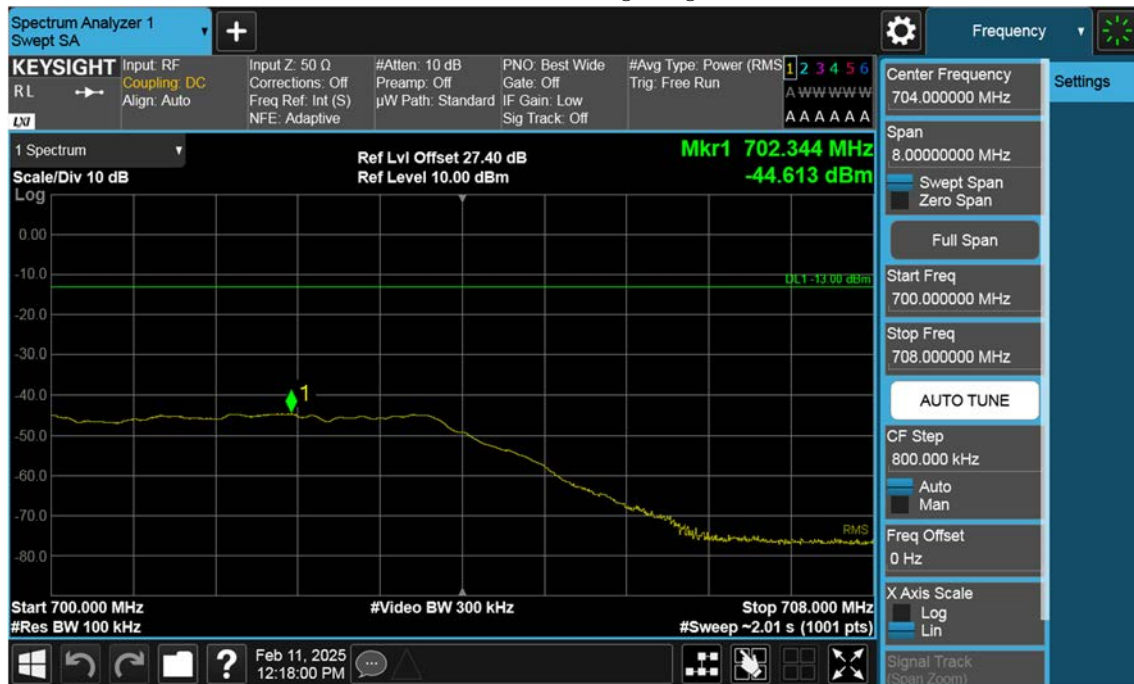 Spectrum Analyzer 1
Swept SA
Frequency
KEYSIGHT
RL
LXI
Input: RF
Coupling: DC
Align: Auto
Input Z: 50 Ω
Corrections: Off
Freq Ref: Int (S)
NFE: Adaptive
#Atten: 10 dB
Preamp: Off
µW Path: Standard
PNO: Best Wide
Gate: Off
IF Gain: Low
Sig Track: Off
#Avg Type: Power (RMS
Trig: Free Run
1 2 3 4 5 6
A W W W W W
A A A A A A
1 Spectrum
Scale/Div 10 dB
Ref Lvl Offset 27.40 dB
Ref Level 10.00 dBm
Mkr1 702.344 MHz
-44.613 dBm
Log
0.00
-10.0
DL1 -13.00 dBm
-20.0
-30.0
-40.0
1
-50.0
-60.0
-70.0
RMS
-80.0
Start 700.000 MHz
#Video BW 300 kHz
Stop 708.000 MHz
#Res BW 100 kHz
#Sweep ~2.01 s (1001 pts)
?
Feb 11, 2025
12:18:00 PM
Center Frequency
704.000000 MHz
Span
8.00000000 MHz
Swept Span
Zero Span
Full Span
Start Freq
700.000000 MHz
Stop Freq
708.000000 MHz
AUTO TUNE
CF Step
800.000 kHz
Auto
Man
Freq Offset
0 Hz
X Axis Scale
Log
Lin
Signal Track
(Span Zoom)
Settings